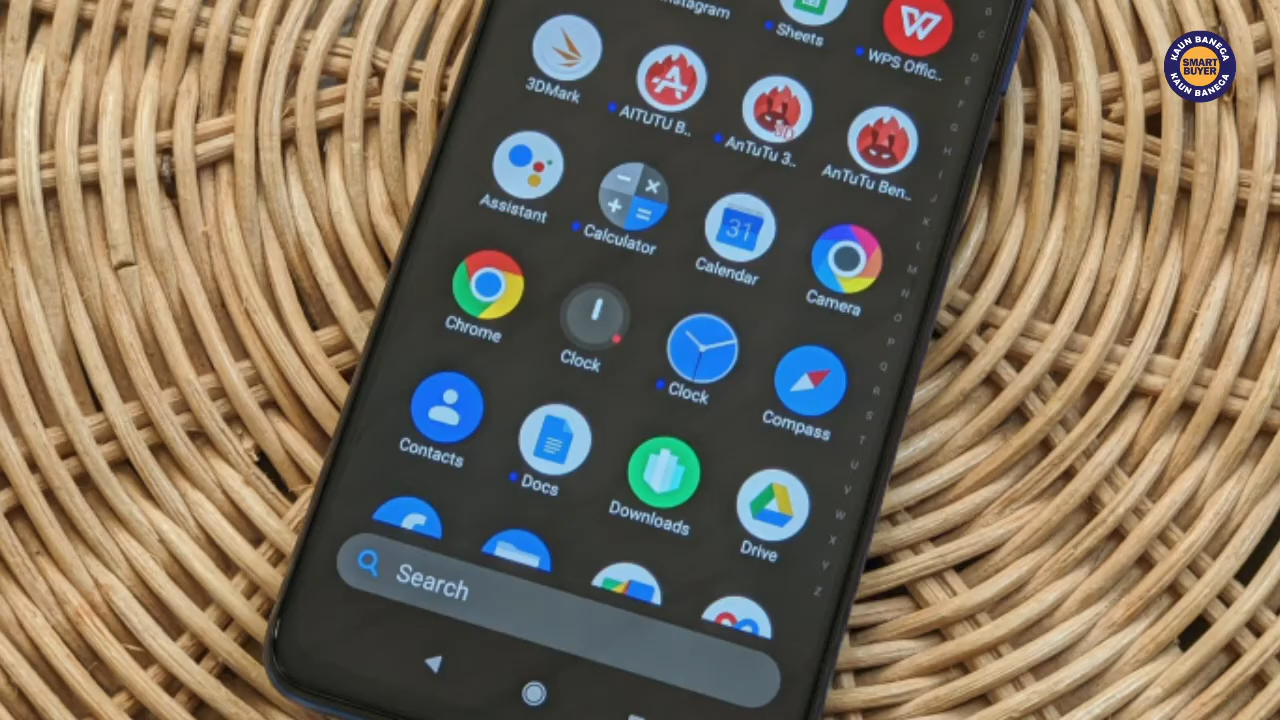 Instagram
Sheets
WPS Offic..
3DMark
AITUTU B..
AnTuTu 3..
AnTuTu Ben..
Assistant
Calculator
31
Calendar
Camera
Chrome
Clock
Clock
Compass
Contacts
Docs
Downloads
Drive
Search
B
C
D
E
F
G
H
I
J
K
L
M
N
O
P
Q
R
S
T
U
V
W
X
Y
Z
KAUN BANEGA
SMART
BUYER
KAUN BANEGA